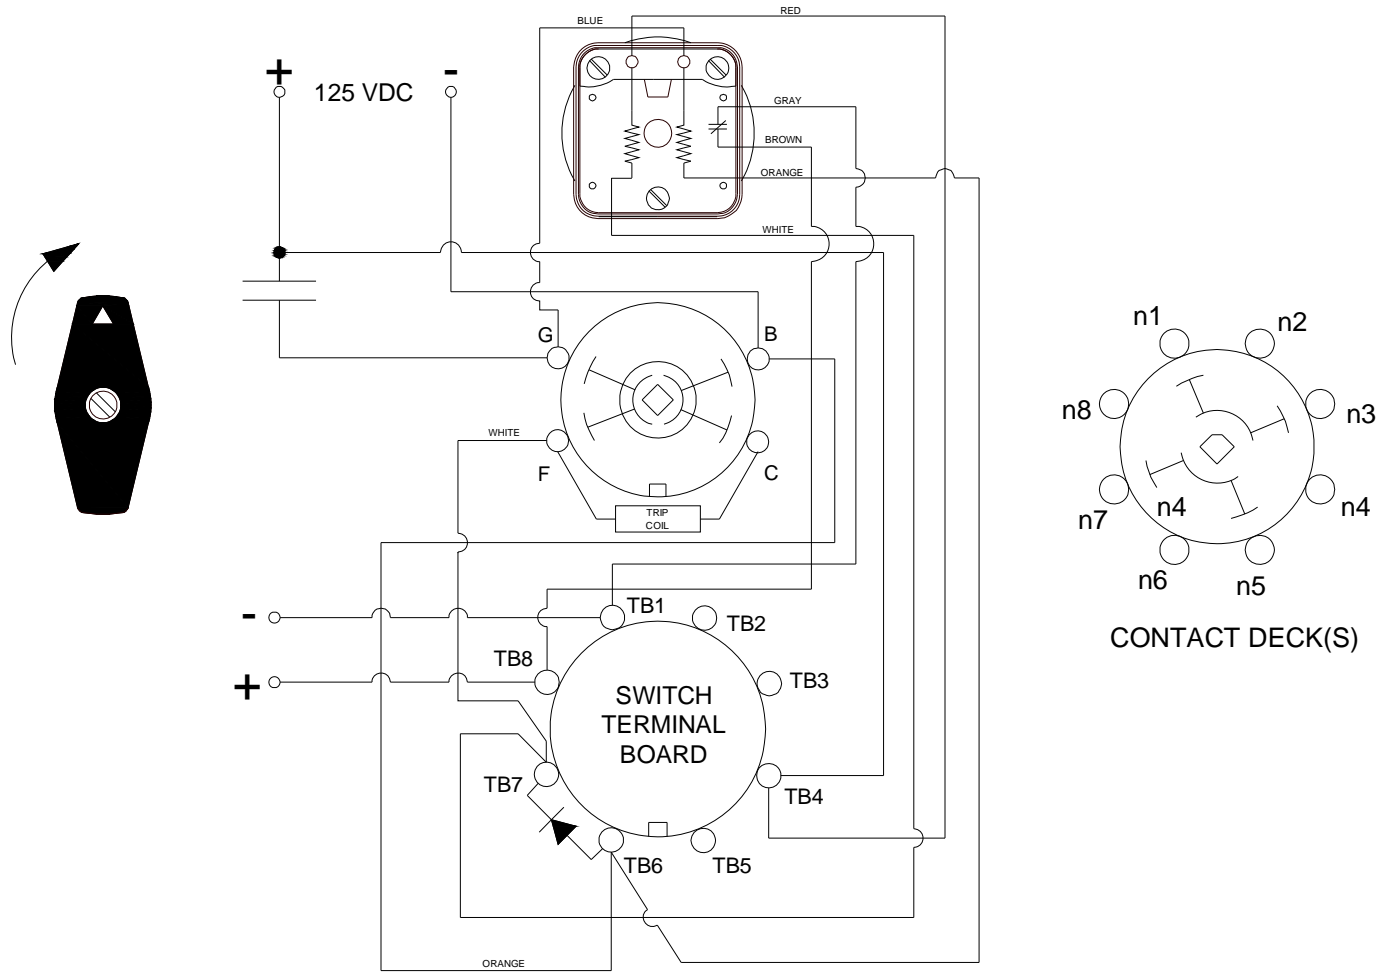 RED
BLUE
+
125 VDC
-
GRAY
BROWN
ORANGE
WHITE
G
B
n1
n2
n8
n3
WHITE
F
C
n7
n4
n4
TRIP
COIL
n6
n5
-
TB1
TB2
CONTACT DECK(S)
TB8
TB3
+
SWITCH
TERMINAL
BOARD
TB7
TB4
TB6
TB5
ORANGE